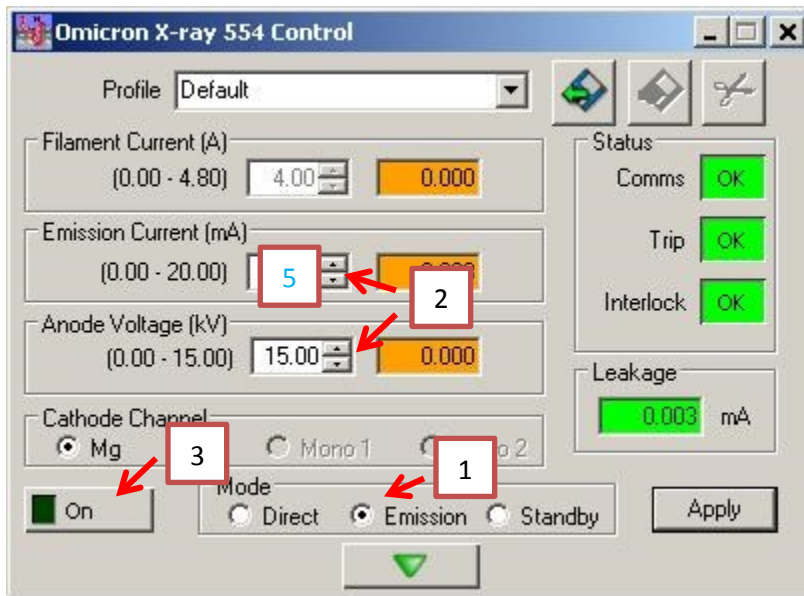 Omicron X-ray 554 Control
Profile Default
Filament Current (A)
(0.00 - 4.80) 4.00 0.000
Emission Current (mA)
(0.00 - 20.00) 5
2
Anode Voltage (kV)
(0.00 - 15.00) 15.00 0.000
Cathode Channel
Mg 3 Mono 1 2
1
Mode
On Direct Emission Standby
Status
Comms OK
Trip OK
Interlock OK
Leakage
0.003 mA
Apply